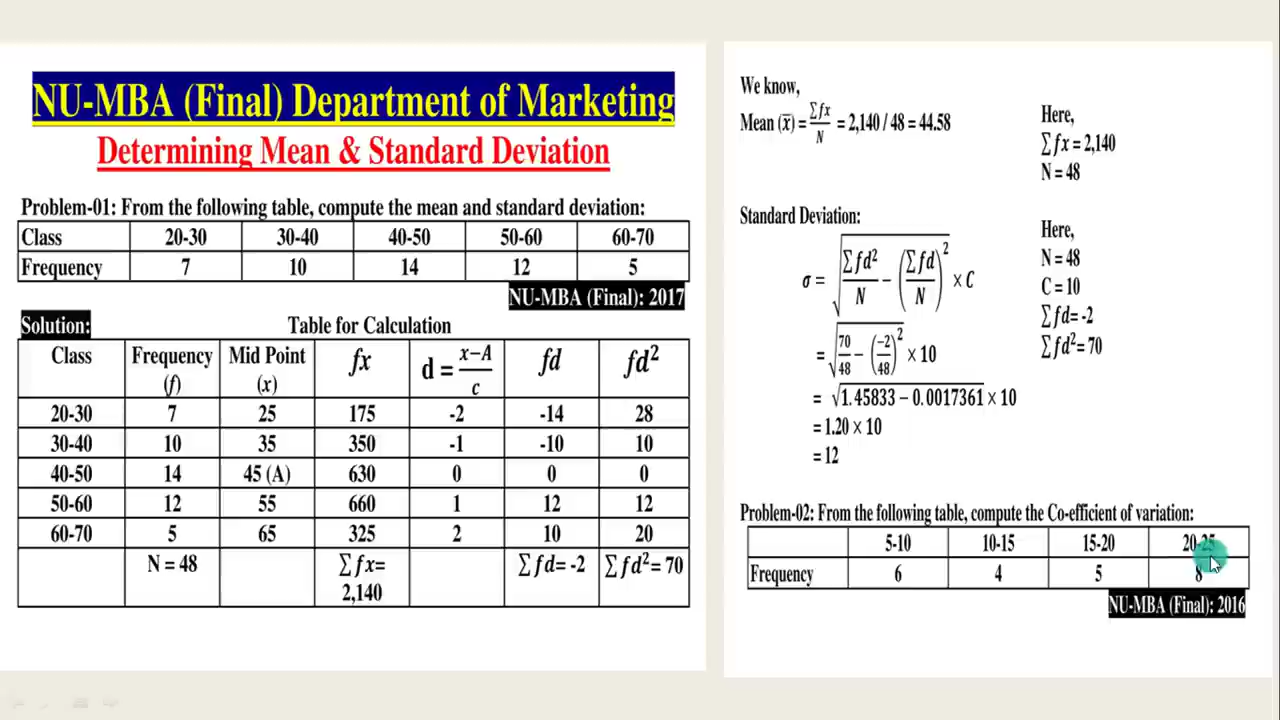 NU-MBA (Final) Department of Marketing
Determining Mean & Standard Deviation
Problem-01: From the following table, compute the mean and standard deviation:
Class 20-30 30-40 40-50 50-60 60-70
Frequency 7 10 14 12 5
NU-MBA (Final): 2017
Solution: Table for Calculation
Class Frequency (f) Mid Point (x) fx d = x−A/c fd fd²
20-30 7 25 175 -2 -14 28
30-40 10 35 350 -1 -10 10
40-50 14 45 (A) 630 0 0 0
50-60 12 55 660 1 12 12
60-70 5 65 325 2 10 20
N = 48 ∑fx= 2,140 ∑fd= -2 ∑fd²= 70
We know,
Mean (x̄) = ∑fx/N = 2,140 / 48 = 44.58
Here,
∑fx = 2,140
N = 48
Standard Deviation:
σ = √(∑fd²/N − (∑fd/N)²) × C
= √(70/48 − (−2/48)²) × 10
= √(1.45833 − 0.0017361) × 10
= 1.20 × 10
= 12
Here,
N = 48
C = 10
∑fd= -2
∑fd²= 70
Problem-02: From the following table, compute the Co-efficient of variation:
5-10 10-15 15-20 20-25
Frequency 6 4 5 8
NU-MBA (Final): 2016